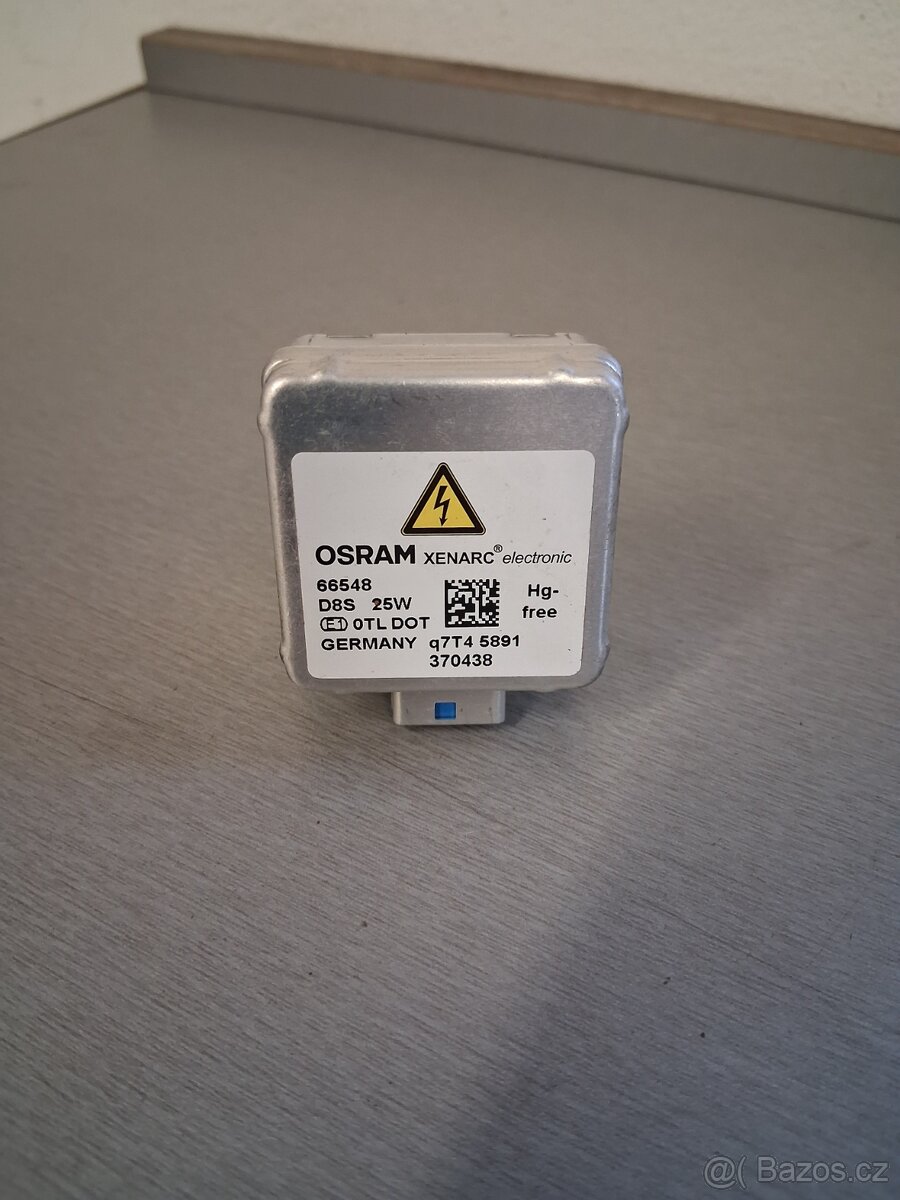 OSRAM XENARC® electronic
66548
D8S 25W
Hg-
free
E1 0TL DOT
GERMANY q7T4 5891
370438
@( Bazos.cz